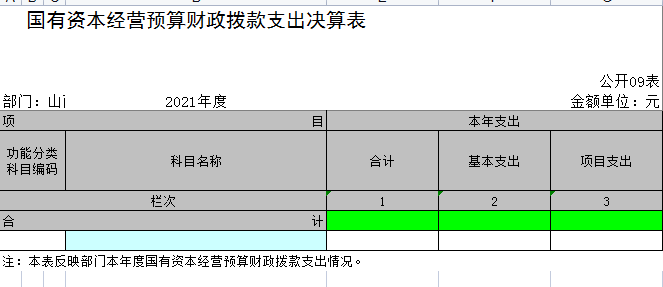 国有资本经营预算财政拨款支出决算表
公开09表
部门：山 2021年度 金额单位：元
项 目 本年支出
功能分类
科目编码 科目名称 合计 基本支出 项目支出
栏次 1 2 3
合 计
注：本表反映部门本年度国有资本经营预算财政拨款支出情况。